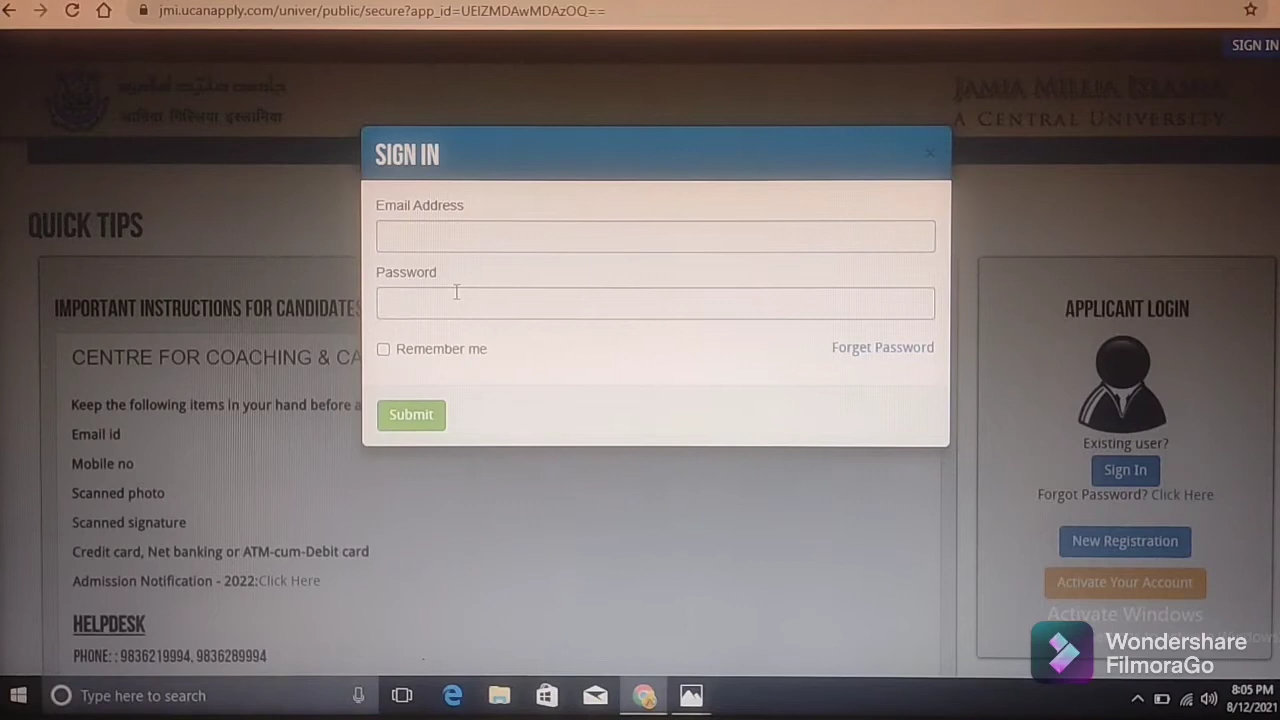 jmi.ucanapply.com/univer/public/secure?app_id=UElZMDAwMDAzOQ==
SIGN IN
जामिया मिल्लिया इस्लामिया
JAMIA MILLIA ISLAMIA
A CENTRAL UNIVERSITY
SIGN IN
×
Email Address
Password
Remember me
Forget Password
Submit
QUICK TIPS
IMPORTANT INSTRUCTIONS FOR CANDIDATES
CENTRE FOR COACHING & CA
Keep the following items in your hand before a
Email id
Mobile no
Scanned photo
Scanned signature
Credit card, Net banking or ATM-cum-Debit card
Admission Notification - 2022:Click Here
HELPDESK
PHONE: : 9836219994, 9836289994
APPLICANT LOGIN
Existing user?
Sign In
Forgot Password? Click Here
New Registration
Activate Your Account
Activate Windows
Wondershare
FilmoraGo
Type here to search
8:05 PM
8/12/2021